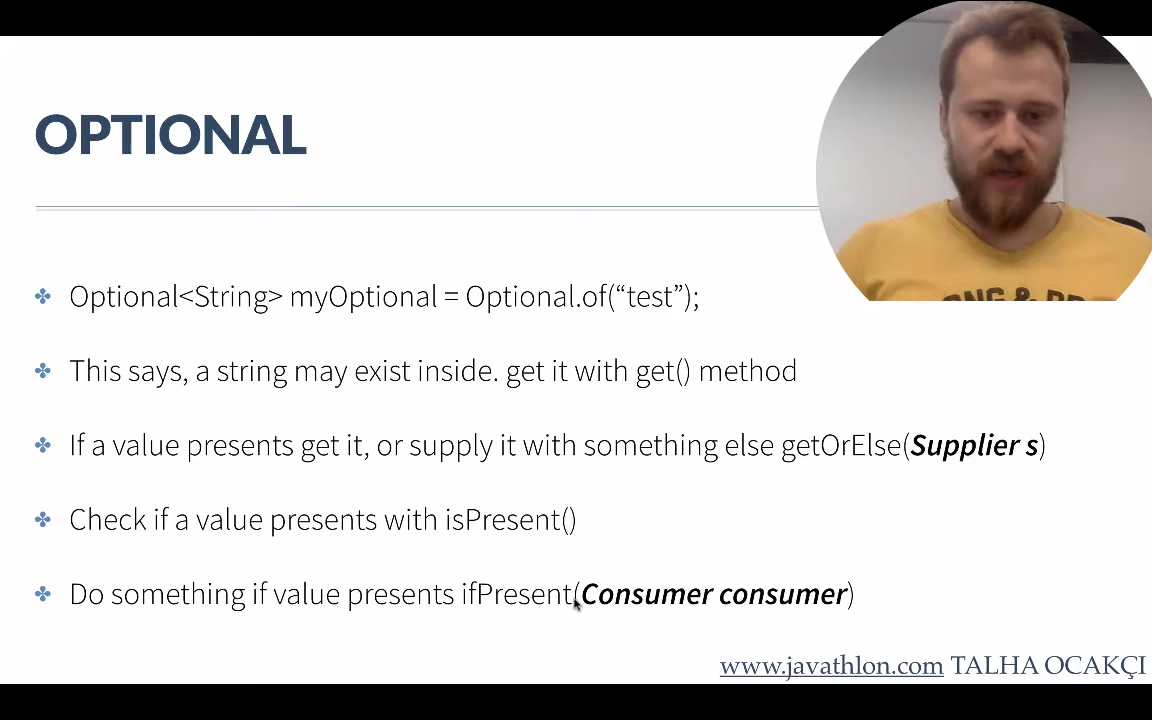 OPTIONAL
Optional<String> myOptional = Optional.of(“test”);
This says, a string may exist inside. get it with get() method
If a value presents get it, or supply it with something else getOrElse(Supplier s)
Check if a value presents with isPresent()
Do something if value presents ifPresent(Consumer consumer)
www.javathlon.com TALHA OCAKÇI